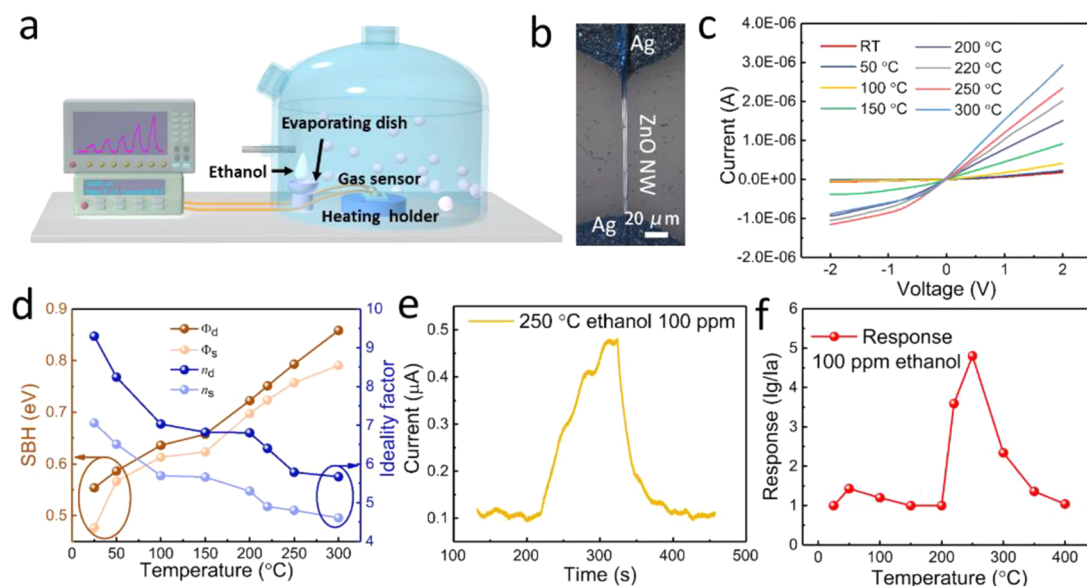 a
Evaporating dish
Ethanol
Gas sensor
Heating holder
b
Ag
ZnO NW
Ag
20 μm
c
RT
50 °C
100 °C
150 °C
200 °C
220 °C
250 °C
300 °C
4.0E-06
3.0E-06
2.0E-06
1.0E-06
0.0E+00
-1.0E-06
-2.0E-06
Current (A)
-2 -1 0 1 2
Voltage (V)
d
Φd
Φs
nd
ns
0.9
0.8
0.7
0.6
0.5
SBH (eV)
10
9
8
7
6
5
4
Ideality factor
0 50 100 150 200 250 300
Temperature (°C)
e
250 °C ethanol 100 ppm
0.5
0.4
0.3
0.2
0.1
Current (μA)
100 200 300 400 500
Time (s)
f
Response
100 ppm ethanol
6
5
4
3
2
1
0
Response (Ig/Ia)
0 100 200 300 400
Temperature (°C)